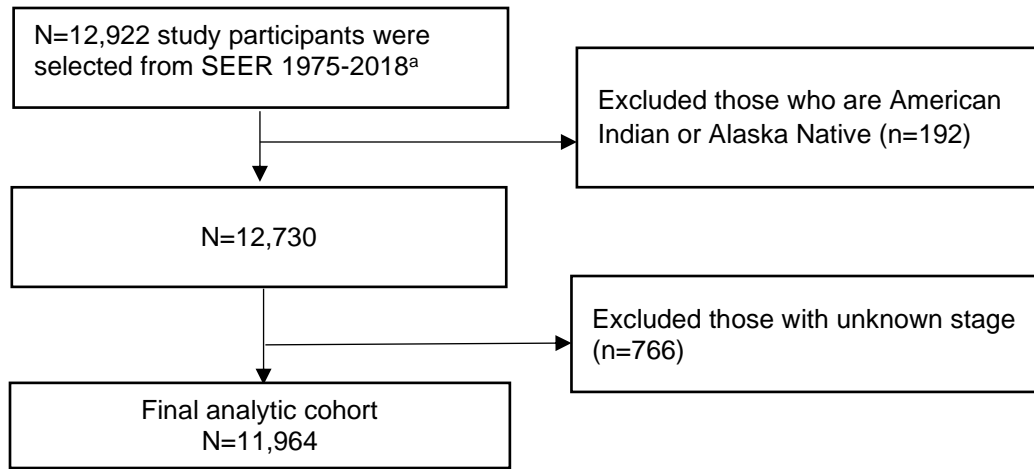 N=12,922 study participants were
selected from SEER 1975-2018ᵃ
Excluded those who are American
Indian or Alaska Native (n=192)
N=12,730
Excluded those with unknown stage
(n=766)
Final analytic cohort
N=11,964